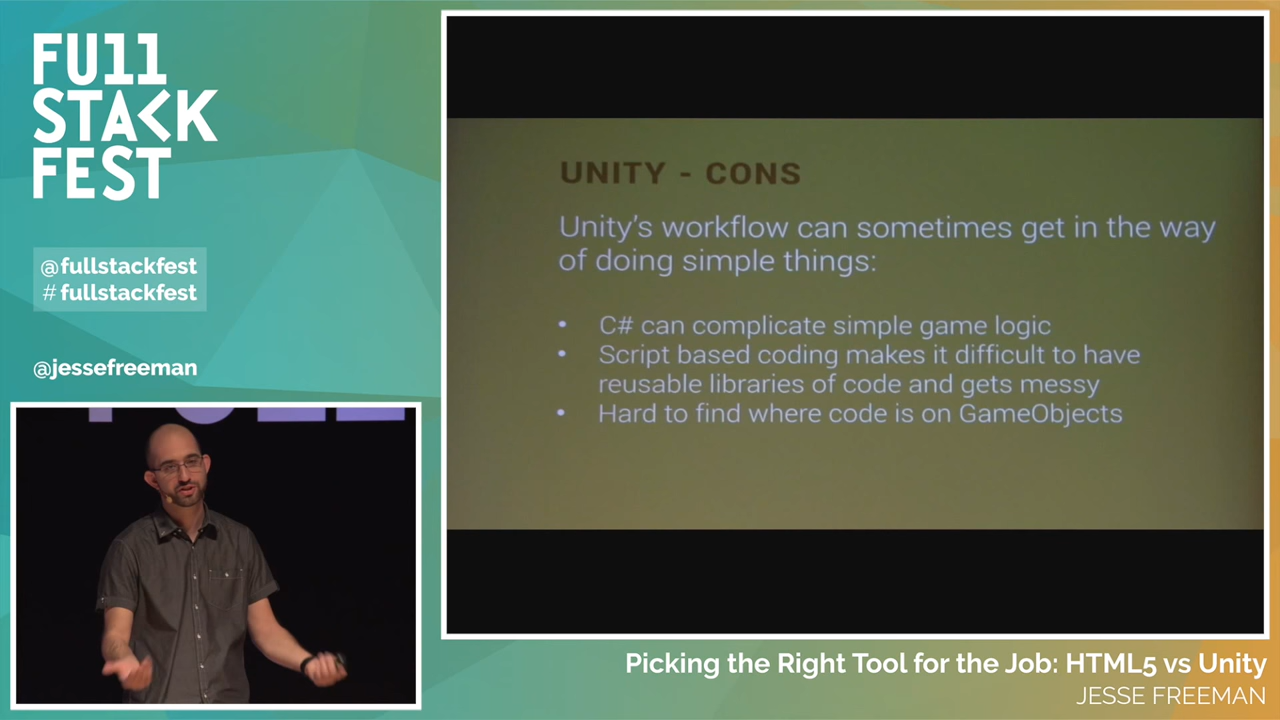 FU11
STACK
FEST
@fullstackfest
# fullstackfest
@jessefreeman
UNITY - CONS
Unity's workflow can sometimes get in the way
of doing simple things:
• C# can complicate simple game logic
• Script based coding makes it difficult to have
reusable libraries of code and gets messy
• Hard to find where code is on GameObjects
Picking the Right Tool for the Job: HTML5 vs Unity
JESSE FREEMAN